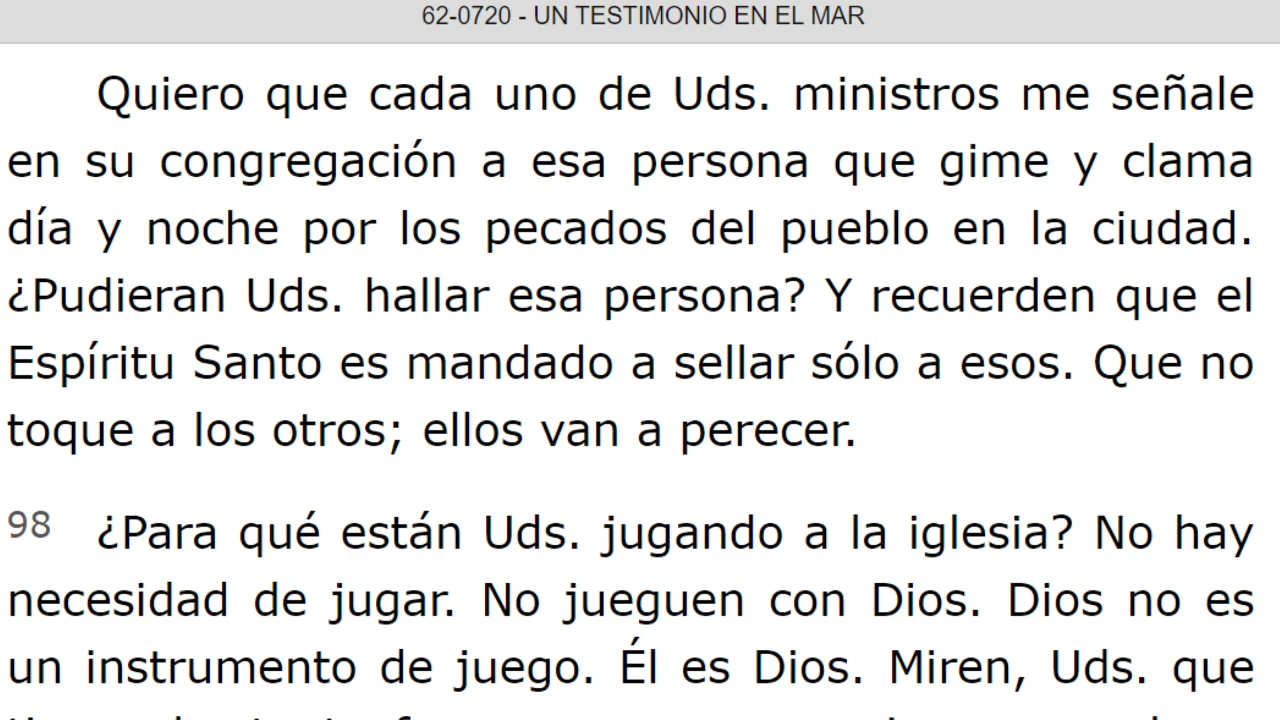 62-0720 - UN TESTIMONIO EN EL MAR
Quiero que cada uno de Uds. ministros me señale
en su congregación a esa persona que gime y clama
día y noche por los pecados del pueblo en la ciudad.
¿Pudieran Uds. hallar esa persona? Y recuerden que el
Espíritu Santo es mandado a sellar sólo a esos. Que no
toque a los otros; ellos van a perecer.
98 ¿Para qué están Uds. jugando a la iglesia? No hay
necesidad de jugar. No jueguen con Dios. Dios no es
un instrumento de juego. Él es Dios. Miren, Uds. que